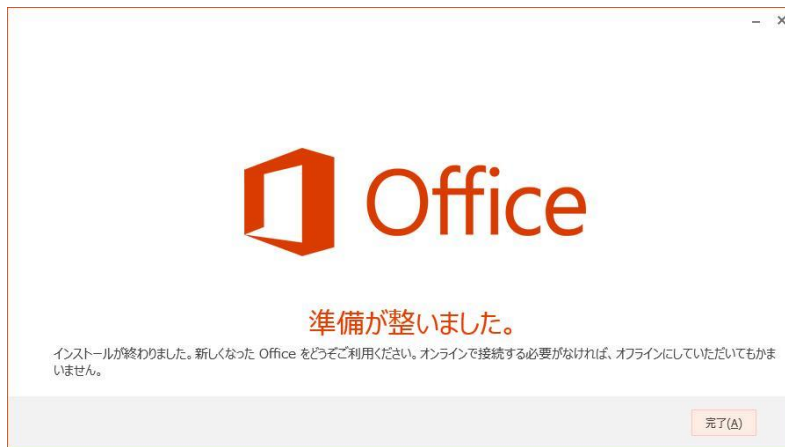 Office
準備が整いました。
インストールが終わりました。新しくなった Office をどうぞご利用ください。オンラインで接続する必要がなければ、オフラインにしていただいてもかま
いません。
完了(A)